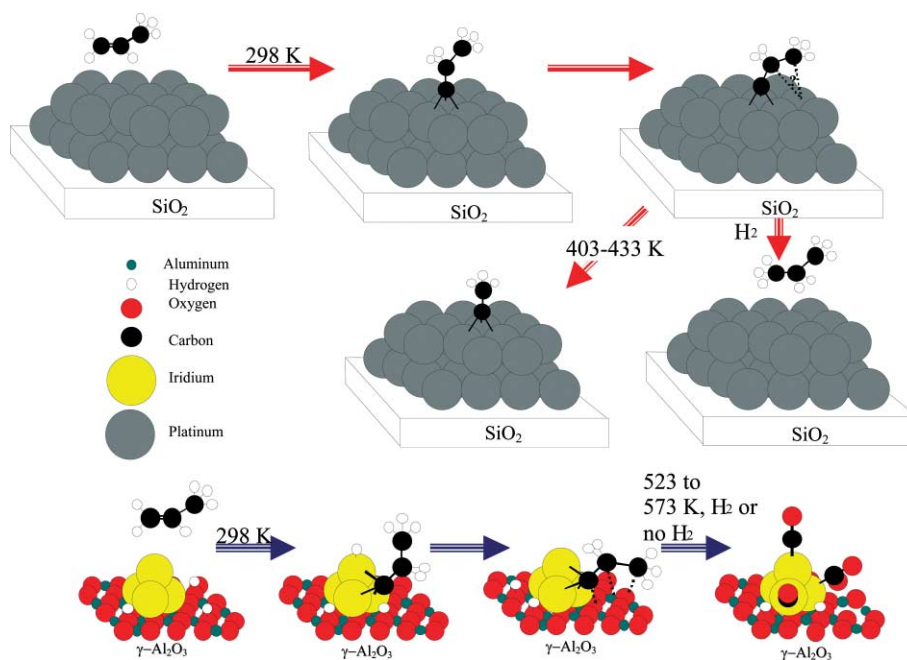 298 K
SiO2
SiO2
SiO2
403-433 K
H2
Aluminum
Hydrogen
Oxygen
Carbon
Iridium
Platinum
SiO2
SiO2
298 K
523 to
573 K, H2 or
no H2
γ–Al2O3
γ–Al2O3
γ–Al2O3
γ–Al2O3